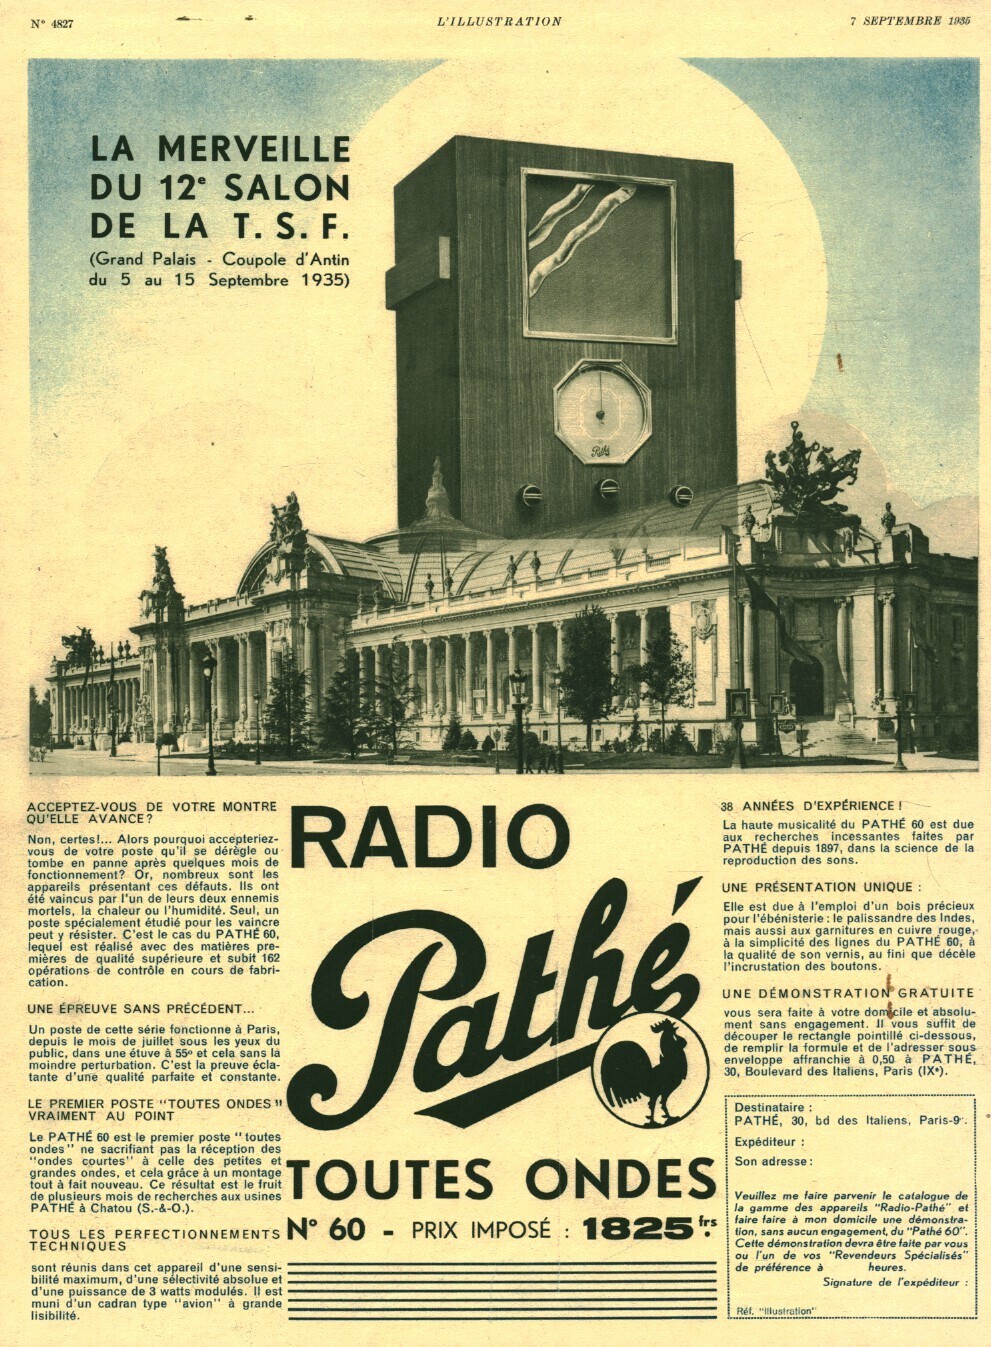 N° 4827
L'ILLUSTRATION
7 SEPTEMBRE 1935
LA MERVEILLE
DU 12e SALON
DE LA T. S. F.
(Grand Palais - Coupole d'Antin
du 5 au 15 Septembre 1935)
Pathé
ACCEPTEZ-VOUS DE VOTRE MONTRE
QU'ELLE AVANCE?
Non, certes!... Alors pourquoi accepteriez-
vous de votre poste qu'il se dérègle ou
tombe en panne après quelques mois de
fonctionnement? Or, nombreux sont les
appareils présentant ces défauts. Ils ont
été vaincus par l'un de leurs deux ennemis
mortels, la chaleur ou l'humidité. Seul, un
poste spécialement étudié pour les vaincre
peut y résister. C'est le cas du PATHÉ 60,
lequel est réalisé avec des matières pre-
mières de qualité supérieure et subit 162
opérations de contrôle en cours de fabri-
cation.
UNE ÉPREUVE SANS PRÉCÉDENT...
Un poste de cette série fonctionne à Paris,
depuis le mois de juillet sous les yeux du
public, dans une étuve à 55° et cela sans la
moindre perturbation. C'est la preuve écla-
tante d'une qualité parfaite et constante.
LE PREMIER POSTE "TOUTES ONDES"
VRAIMENT AU POINT
Le PATHÉ 60 est le premier poste "toutes
ondes" ne sacrifiant pas la réception des
"ondes courtes" à celle des petites et
grandes ondes, et cela grâce à un montage
tout à fait nouveau. Ce résultat est le fruit
de plusieurs mois de recherches aux usines
PATHÉ à Chatou (S.-&-O.).
TOUS LES PERFECTIONNEMENTS
TECHNIQUES
sont réunis dans cet appareil d'une sensi-
bilité maximum, d'une sélectivité absolue et
d'une puissance de 3 watts modulés. Il est
muni d'un cadran type "avion" à grande
lisibilité.
RADIO
Pathé
TOUTES ONDES
N° 60 - PRIX IMPOSÉ : 1825 frs.
38 ANNÉES D'EXPÉRIENCE!
La haute musicalité du PATHÉ 60 est due
aux recherches incessantes faites par
PATHÉ depuis 1897, dans la science de la
reproduction des sons.
UNE PRÉSENTATION UNIQUE :
Elle est due à l'emploi d'un bois précieux
pour l'ébénisterie : le palissandre des Indes,
mais aussi aux garnitures en cuivre rouge,
à la simplicité des lignes du PATHÉ 60, à
la qualité de son vernis, au fini que décèle
l'incrustation des boutons.
UNE DÉMONSTRATION GRATUITE
vous sera faite à votre domicile et absolu-
ment sans engagement. Il vous suffit de
découper le rectangle pointillé ci-dessous,
de remplir la formule et de l'adresser sous
enveloppe affranchie à 0,50 à PATHÉ,
30, Boulevard des Italiens, Paris (IXe).
Destinataire :
PATHÉ, 30, bd des Italiens, Paris-9e.
Expéditeur :
Son adresse :
Veuillez me faire parvenir le catalogue de
la gamme des appareils "Radio-Pathé" et
faire faire à mon domicile une démonstra-
tion, sans aucun engagement, du "Pathé 60".
Cette démonstration devra être faite par vous
ou l'un de vos "Revendeurs Spécialisés"
de préférence à heures.
Signature de l'expéditeur :
Réf. "Illustration"